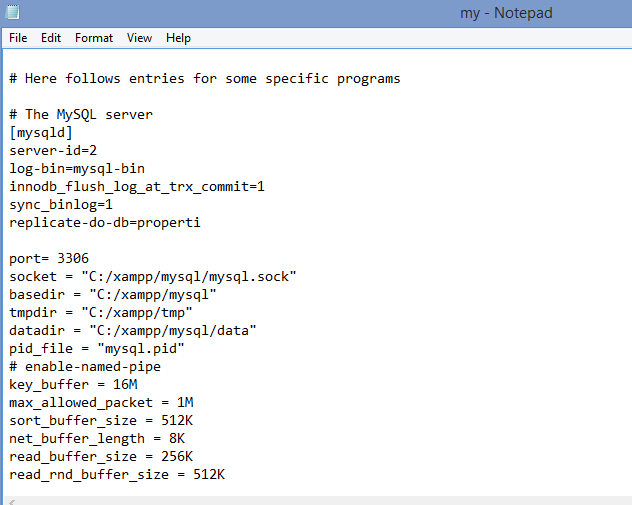 my - Notepad
File Edit Format View Help
# Here follows entries for some specific programs
# The MySQL server
[mysqld]
server-id=2
log-bin=mysql-bin
innodb_flush_log_at_trx_commit=1
sync_binlog=1
replicate-do-db=properti
port= 3306
socket = "C:/xampp/mysql/mysql.sock"
basedir = "C:/xampp/mysql"
tmpdir = "C:/xampp/tmp"
datadir = "C:/xampp/mysql/data"
pid_file = "mysql.pid"
# enable-named-pipe
key_buffer = 16M
max_allowed_packet = 1M
sort_buffer_size = 512K
net_buffer_length = 8K
read_buffer_size = 256K
read_rnd_buffer_size = 512K